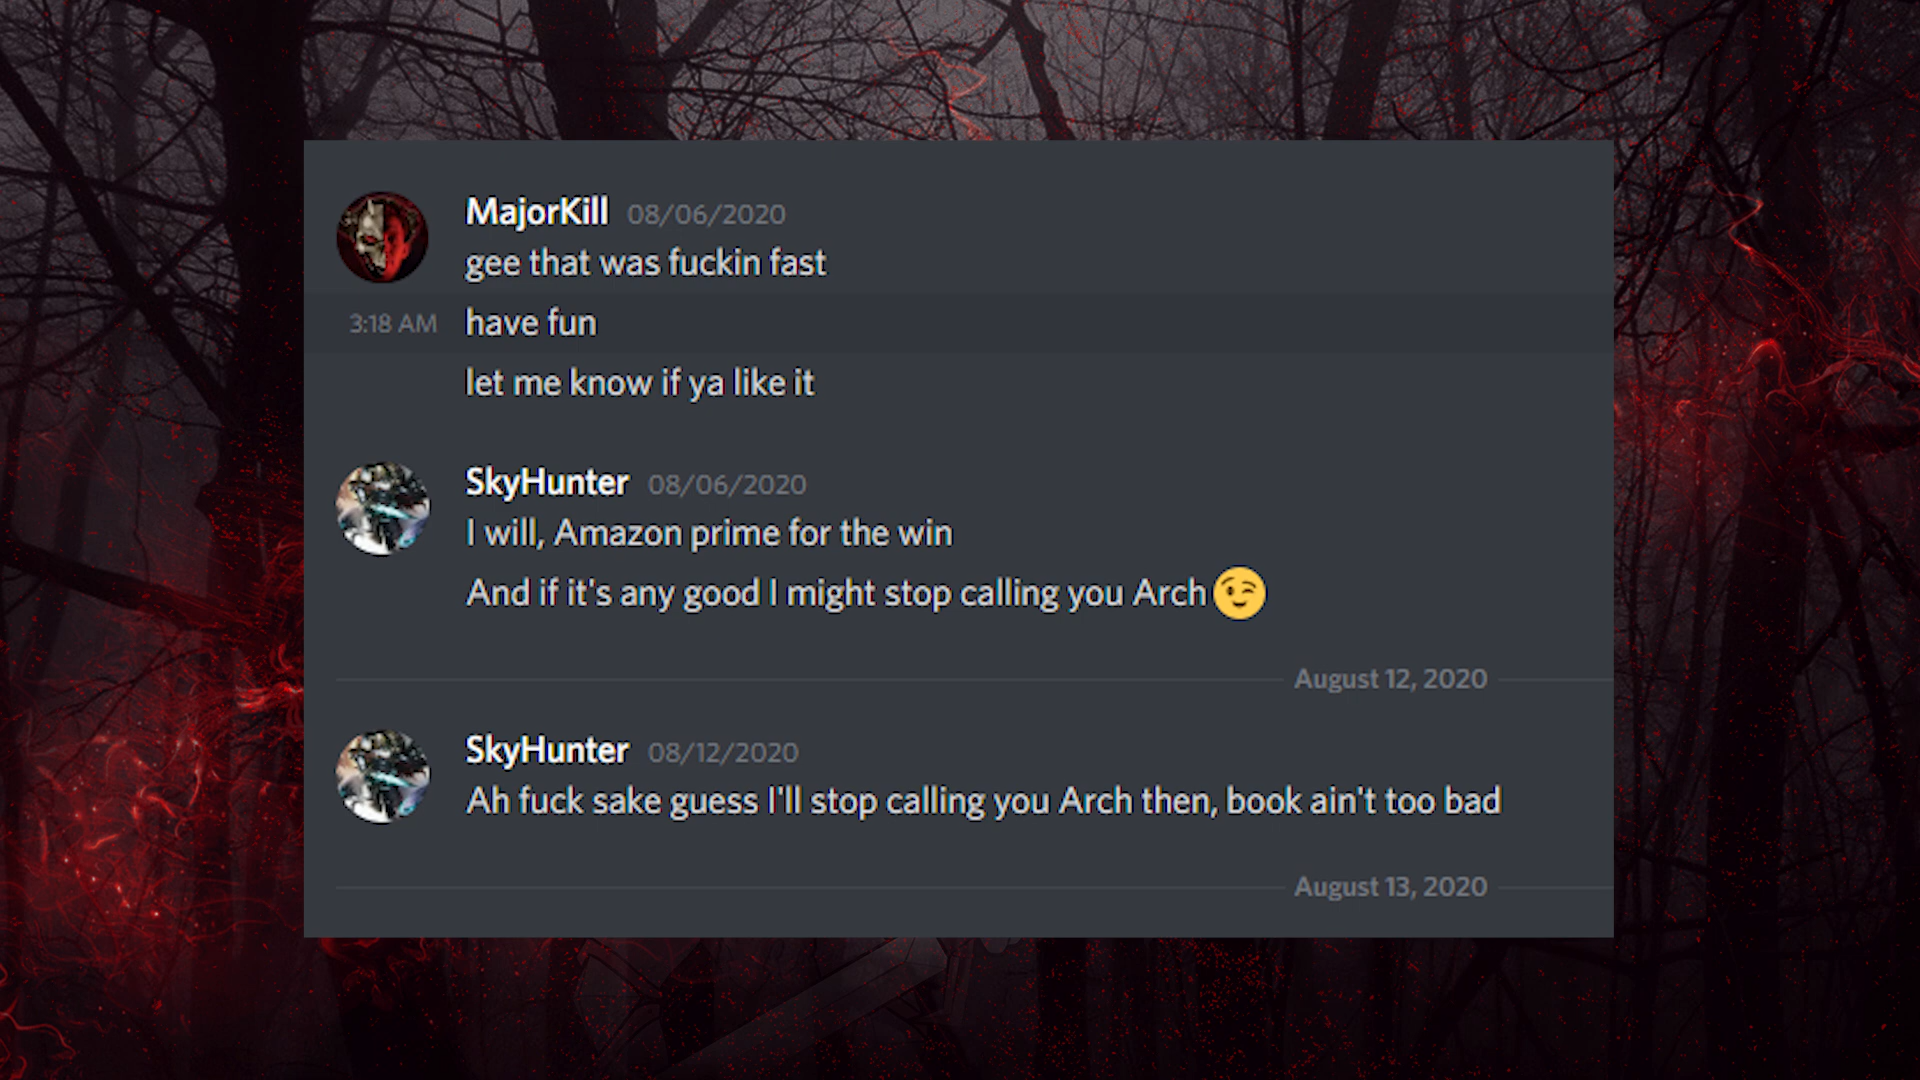 MajorKill 08/06/2020
gee that was fuckin fast
3:18 AM have fun
let me know if ya like it
SkyHunter 08/06/2020
I will, Amazon prime for the win
And if it's any good I might stop calling you Arch 😉
August 12, 2020
SkyHunter 08/12/2020
Ah fuck sake guess I'll stop calling you Arch then, book ain't too bad
August 13, 2020